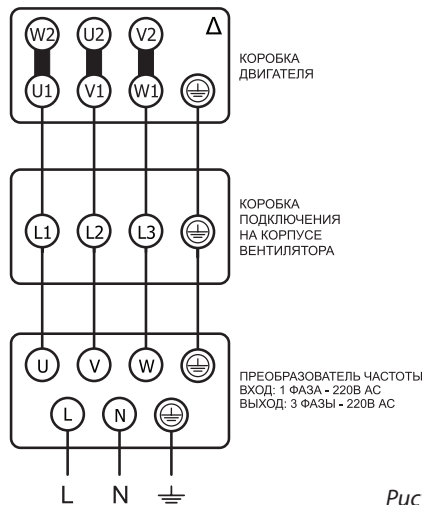 W2 U2 V2 Δ
U1 V1 W1
КОРОБКА
ДВИГАТЕЛЯ
L1 L2 L3
КОРОБКА
ПОДКЛЮЧЕНИЯ
НА КОРПУСЕ
ВЕНТИЛЯТОРА
U V W
L N
ПРЕОБРАЗОВАТЕЛЬ ЧАСТОТЫ
ВХОД: 1 ФАЗА - 220В AC
ВЫХОД: 3 ФАЗЫ - 220В AC
L N
Рис